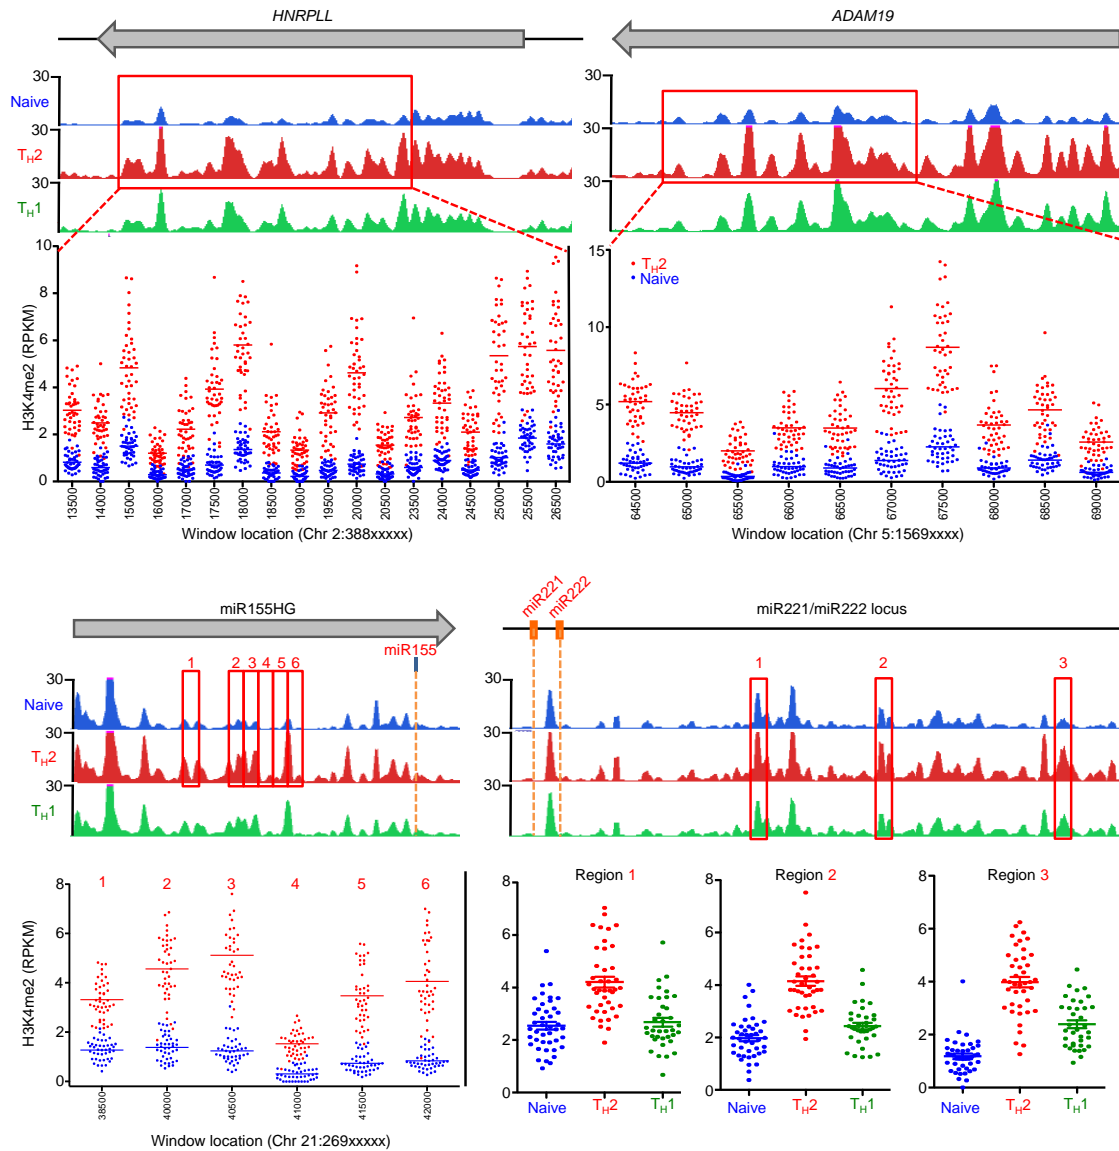 HNRPLL
ADAM19
30
Naive
30
TH2
30
TH1
30
30
30
10
8
6
4
2
0
H3K4me2 (RPKM)
13500
14000
15000
16000
17000
17500
18000
18500
19000
19500
20000
20500
23500
24000
24500
25000
25500
26500
Window location (Chr 2:388xxxxx)
15
10
5
0
TH2
Naive
64500
65000
65500
66000
66500
67000
67500
68000
68500
69000
Window location (Chr 5:1569xxxx)
miR155HG
miR155
1 2 3 4 5 6
30
Naive
30
TH2
30
TH1
miR221
miR222
miR221/miR222 locus
1 2 3
30
30
30
8
6
4
2
0
H3K4me2 (RPKM)
1 2 3 4 5 6
38500
40000
40500
41000
41500
42000
Window location (Chr 21:269xxxxx)
Region 1
8
6
4
2
0
Naive TH2 TH1
Region 2
8
6
4
2
0
Naive TH2 TH1
Region 3
8
6
4
2
0
Naive TH2 TH1